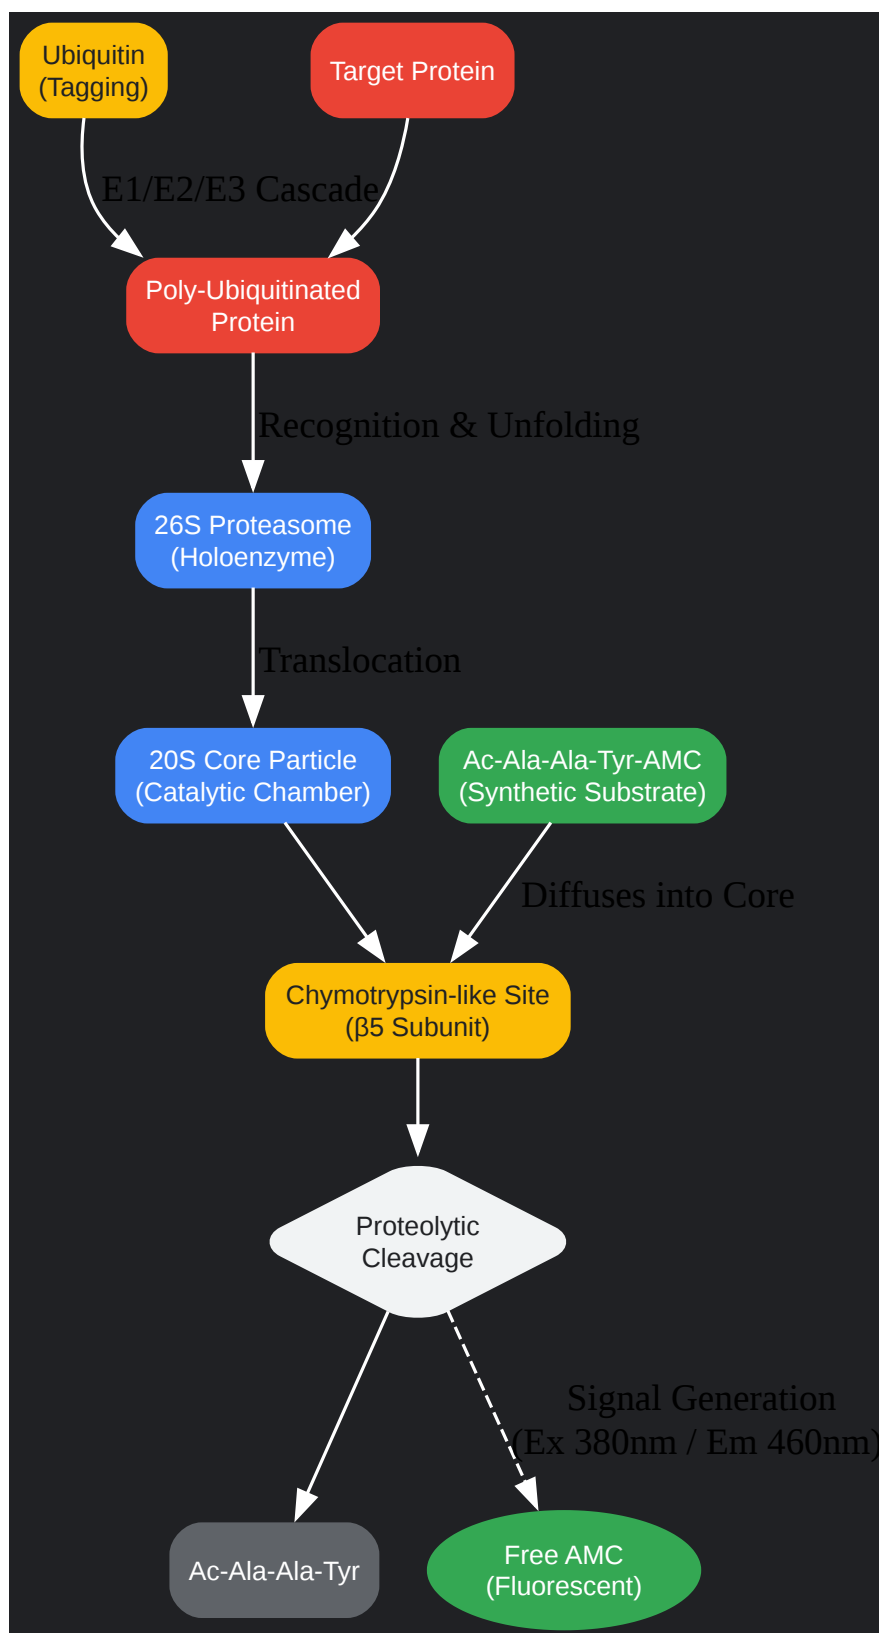 Ubiquitin
(Tagging)
Target Protein
E1/E2/E3 Cascade
Poly-Ubiquitinated
Protein
Recognition & Unfolding
26S Proteasome
(Holoenzyme)
Translocation
20S Core Particle
(Catalytic Chamber)
Ac-Ala-Ala-Tyr-AMC
(Synthetic Substrate)
Diffuses into Core
Chymotrypsin-like Site
(β5 Subunit)
Proteolytic
Cleavage
Signal Generation
(Ex 380nm / Em 460nm)
Ac-Ala-Ala-Tyr
Free AMC
(Fluorescent)